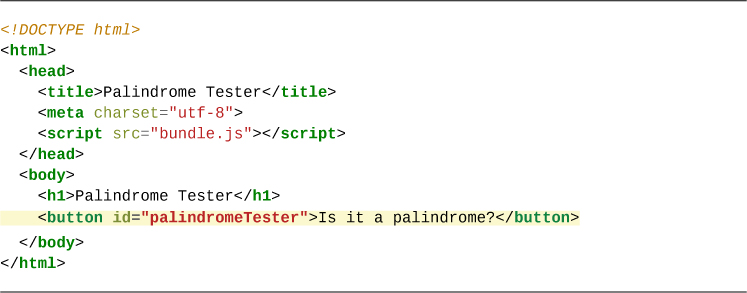 <!DOCTYPE html>
<html>
  <head>
    <title>Palindrome Tester</title>
    <meta charset="utf-8">
    <script src="bundle.js"></script>
  </head>
  <body>
    <h1>Palindrome Tester</h1>
    <button id="palindromeTester">Is it a palindrome?</button>
  </body>
</html>